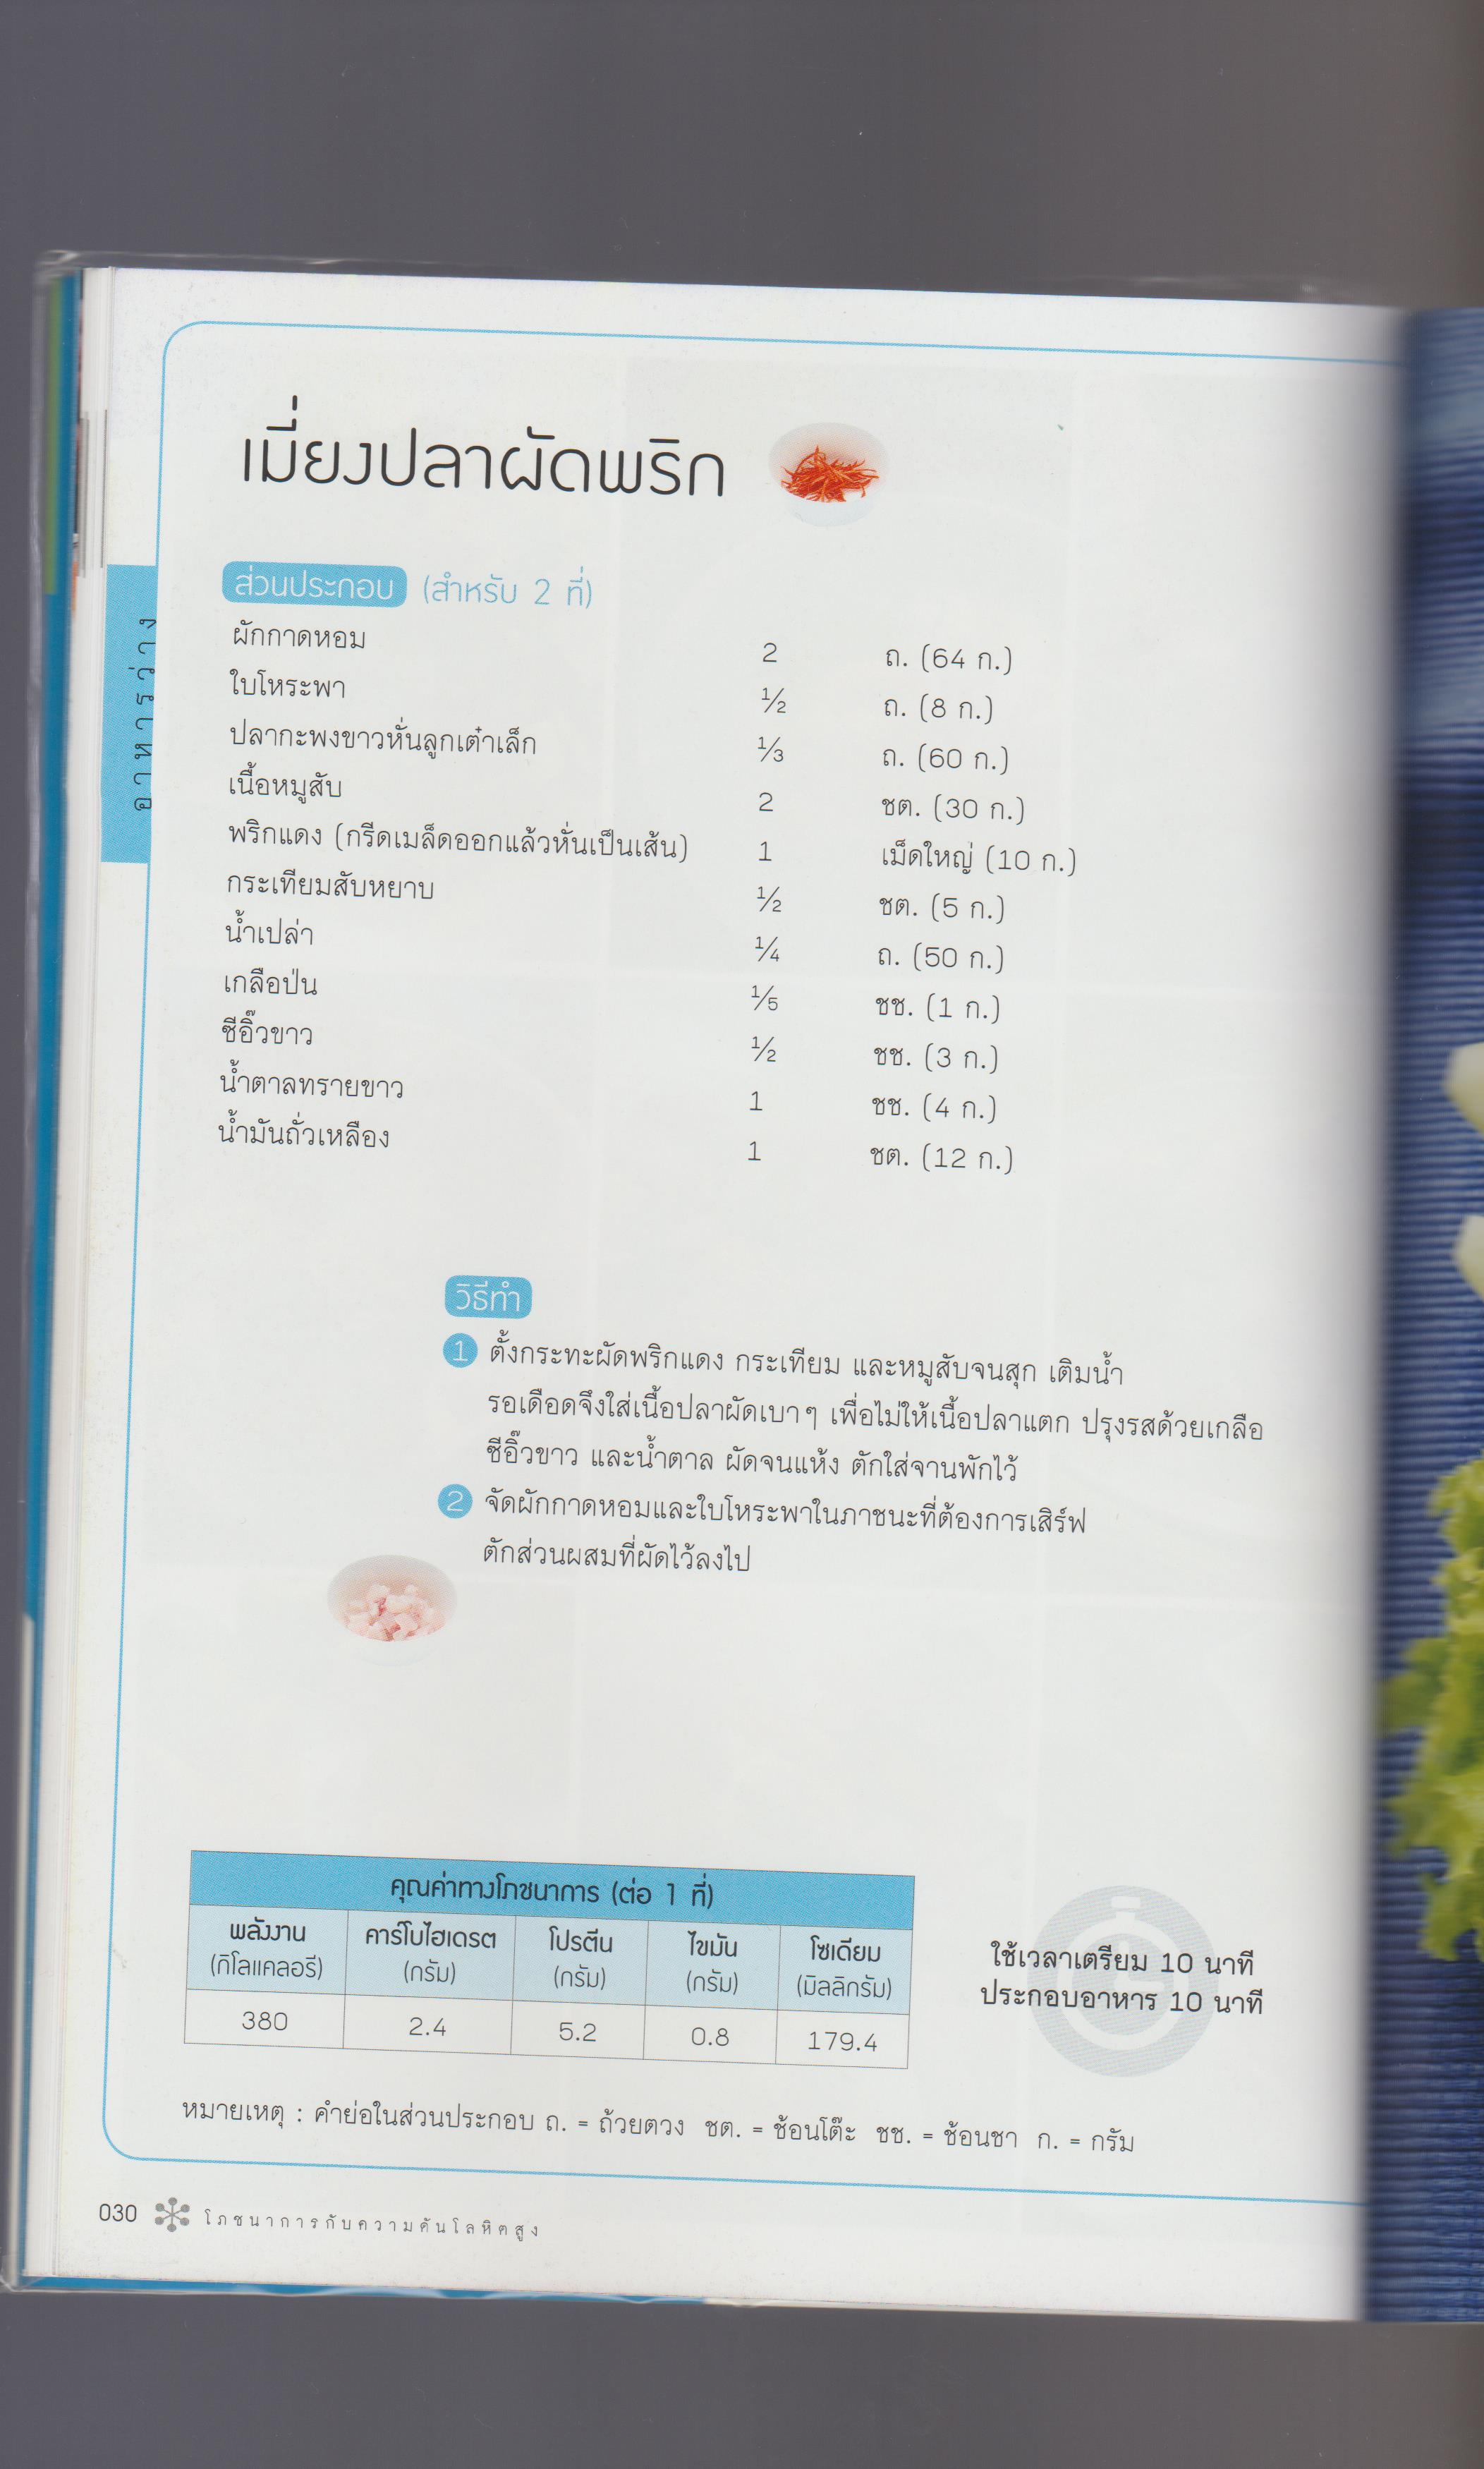 อาหารว่าง
เมี่ยงปลาผัดพริก
ส่วนประกอบ (สำหรับ 2 ที่)
ผักกาดหอม 2 ถ. (64 ก.)
ใบโหระพา ½ ถ. (8 ก.)
ปลากะพงขาวหั่นลูกเต๋าเล็ก ⅓ ถ. (60 ก.)
เนื้อหมูสับ 2 ชต. (30 ก.)
พริกแดง (กรีดเมล็ดออกแล้วหั่นเป็นเส้น) 1 เม็ดใหญ่ (10 ก.)
กระเทียมสับหยาบ ½ ชต. (5 ก.)
น้ำเปล่า ¼ ถ. (50 ก.)
เกลือป่น ⅕ ชช. (1 ก.)
ซีอิ๊วขาว ½ ชช. (3 ก.)
น้ำตาลทรายขาว 1 ชช. (4 ก.)
น้ำมันถั่วเหลือง 1 ชต. (12 ก.)
วิธีทำ
1 ตั้งกระทะผัดพริกแดง กระเทียม และหมูสับจนสุก เติมน้ำ
รอเดือดจึงใส่เนื้อปลาผัดเบาๆ เพื่อไม่ให้เนื้อปลาแตก ปรุงรสด้วยเกลือ
ซีอิ๊วขาว และน้ำตาล ผัดจนแห้ง ตักใส่จานพักไว้
2 จัดผักกาดหอมและใบโหระพาในภาชนะที่ต้องการเสิร์ฟ
ตักส่วนผสมที่ผัดไว้ลงไป
คุณค่าทางโภชนาการ (ต่อ 1 ที่)
พลังงาน คาร์โบไฮเดรต โปรตีน ไขมัน โซเดียม
(กิโลแคลอรี) (กรัม) (กรัม) (กรัม) (มิลลิกรัม)
380 2.4 5.2 0.8 179.4
ใช้เวลาเตรียม 10 นาที
ประกอบอาหาร 10 นาที
หมายเหตุ : คำย่อในส่วนประกอบ ถ. = ถ้วยตวง ชต. = ช้อนโต๊ะ ชช. = ช้อนชา ก. = กรัม
030 โภชนาการกับความดันโลหิตสูง